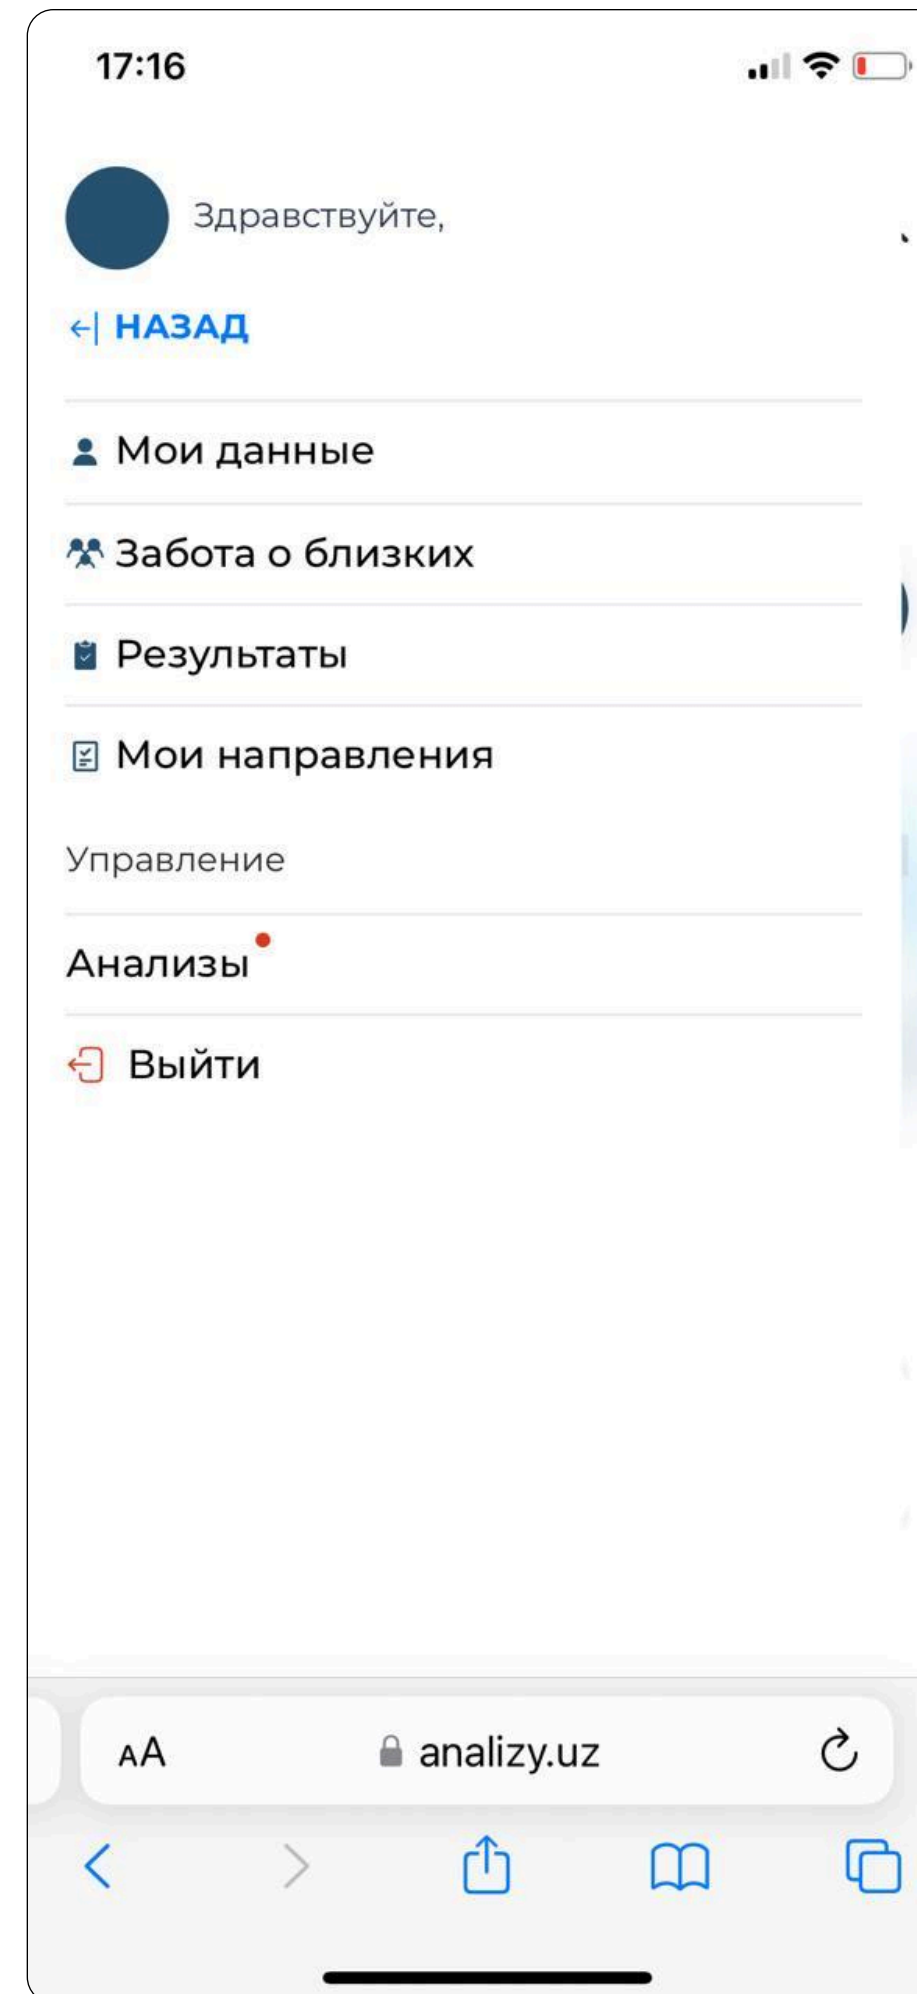 17:16
Здравствуйте,
НАЗАД
Мои данные
Забота о близких
Результаты
Мои направления
Управление
Анализы
Выйти
AA
analizy.uz